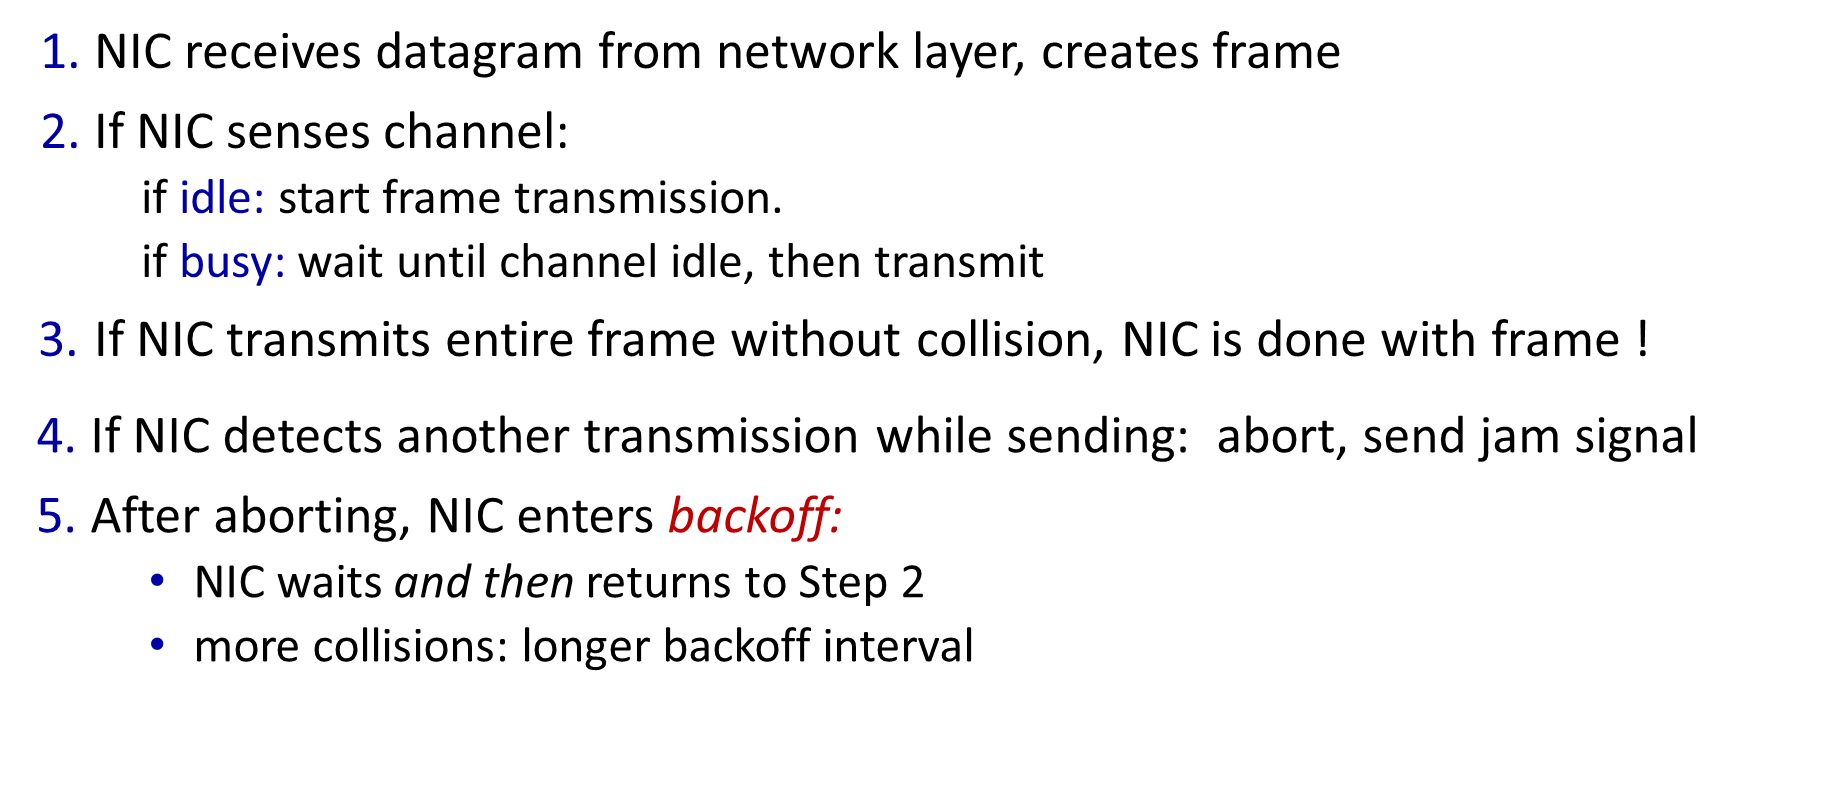 1. NIC receives datagram from network layer, creates frame
2. If NIC senses channel:
if idle: start frame transmission.
if busy: wait until channel idle, then transmit
3. If NIC transmits entire frame without collision, NIC is done with frame !
4. If NIC detects another transmission while sending:  abort, send jam signal
5. After aborting, NIC enters backoff:
• NIC waits and then returns to Step 2
• more collisions: longer backoff interval